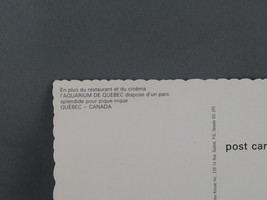 En plus du restaurant et du cinéma
l'AQUARIUM DE QUEBEC dispose d'un parc
splendide pour pique-nique
QUÉBEC - CANADA
post car